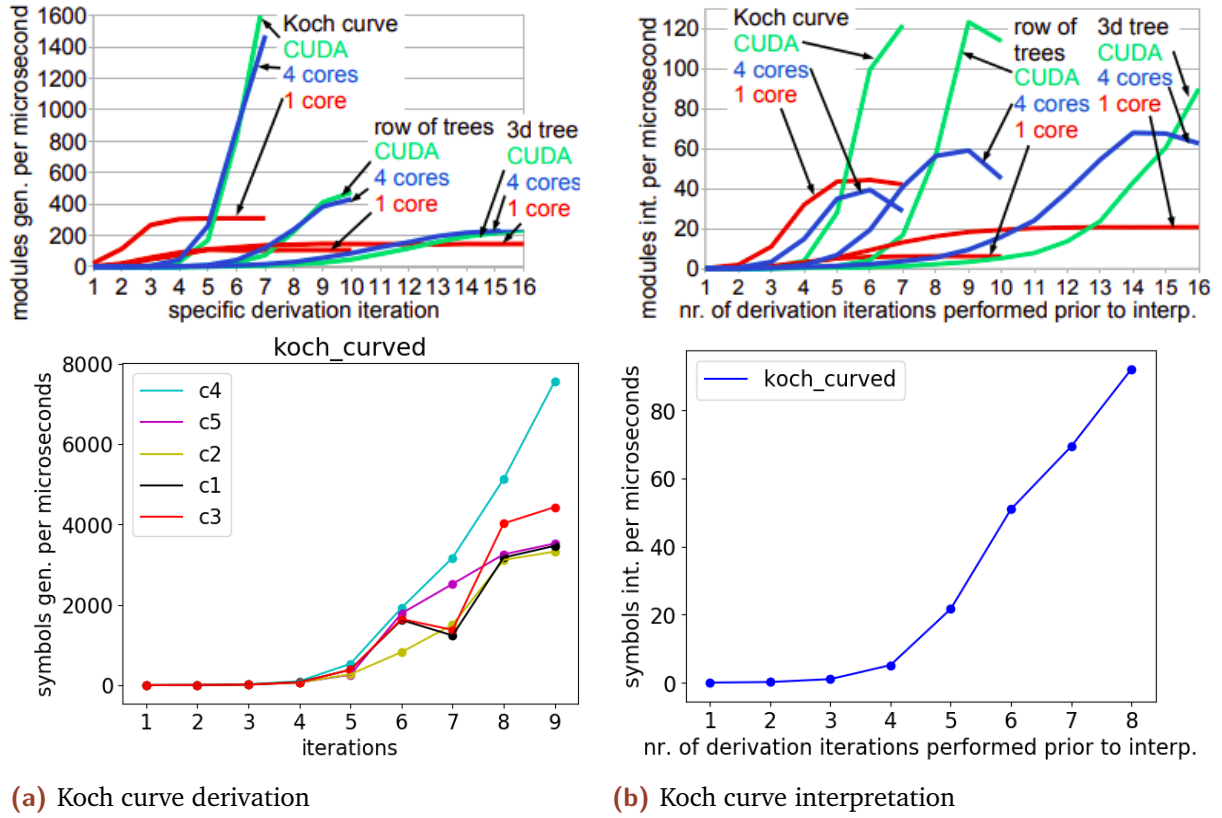 modules gen. per microsecond
1600
1400
1200
1000
800
600
400
200
0
Koch curve
CUDA
4 cores
1 core
row of trees
CUDA
4 cores
1 core
3d tree
CUDA
4 cores
1 core
1 2 3 4 5 6 7 8 9 10 11 12 13 14 15 16
specific derivation iteration
modules int. per microsecond
120
100
80
60
40
20
0
Koch curve
CUDA
4 cores
1 core
row of
trees
CUDA
4 cores
1 core
3d tree
CUDA
4 cores
1 core
1 2 3 4 5 6 7 8 9 10 11 12 13 14 15 16
nr. of derivation iterations performed prior to interp.
koch_curved
symbols gen. per microseconds
8000
6000
4000
2000
0
c4
c5
c2
c1
c3
1 2 3 4 5 6 7 8 9
iterations
symbols int. per microseconds
80
60
40
20
0
koch_curved
1 2 3 4 5 6 7 8
nr. of derivation iterations performed prior to interp.
(a) Koch curve derivation
(b) Koch curve interpretation